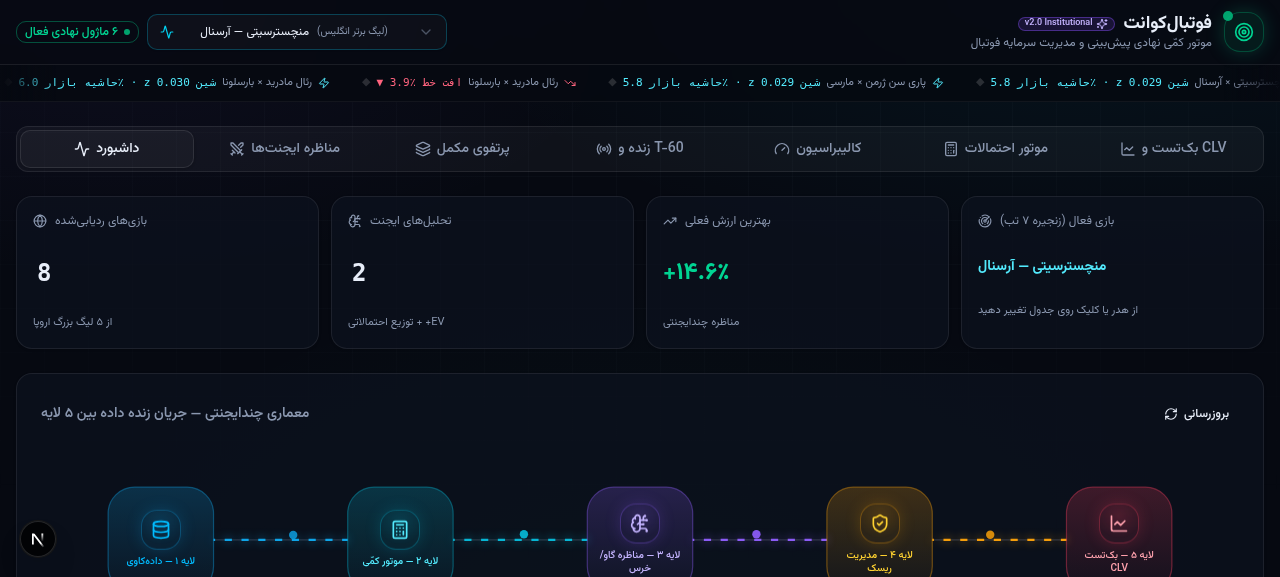 فوتبال‌کوانت
v2.0 Institutional
موتور کمّی نهادی پیش‌بینی و مدیریت سرمایه فوتبال
منچسترسیتی — آرسنال (لیگ برتر انگلیس)
۶ ماژول نهادی فعال
منچسترسیتی × آرسنال شین z 0.029 · ٪حاشیه بازار 5.8
پاری سن ژرمن × مارسی شین z 0.029 · ٪حاشیه بازار 5.8
رئال مادرید × بارسلونا افت خط ٪3.9 ▼
رئال مادرید × بارسلونا شین z 0.030 · ٪حاشیه بازار 6.0
CLV بک‌تست و
موتور احتمالات
کالیبراسیون
T-60 زنده و
پرتفوی مکمل
مناظره ایجنت‌ها
داشبورد
بازی فعال (زنجیره ۷ تب)
منچسترسیتی — آرسنال
از هدر یا کلیک روی جدول تغییر دهید
بهترین ارزش فعلی
+۱۴.۶٪
مناظره چندایجنتی
تحلیل‌های ایجنت
2
EV+ + توزیع احتمالاتی
بازی‌های ردیابی‌شده
8
از ۵ لیگ بزرگ اروپا
بروزرسانی
معماری چندایجنتی — جریان زنده داده بین ۵ لایه
لایه ۵ — بک‌تست
CLV
لایه ۴ — مدیریت
ریسک
لایه ۳ — مناظره گاو/
خرس
لایه ۲ — موتور کمّی
لایه ۱ — داده‌کاوی
N